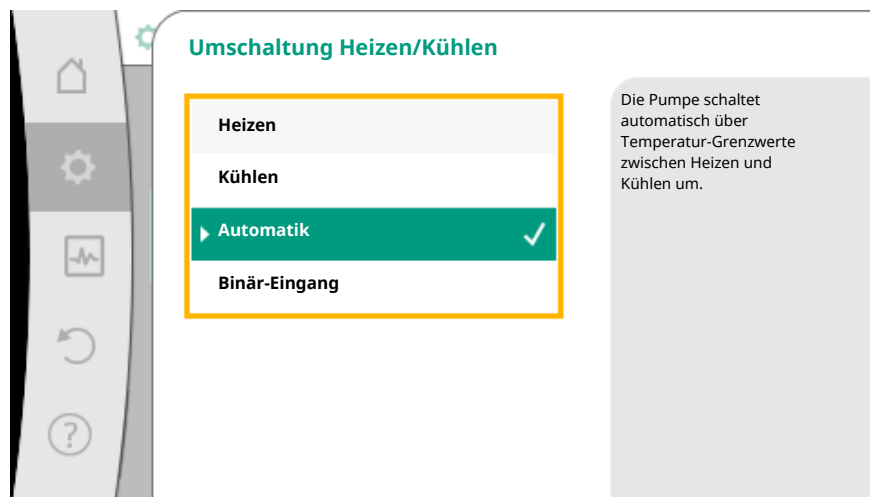 Umschaltung Heizen/Kühlen
Heizen
Kühlen
Automatik
Binär-Eingang
Die Pumpe schaltet
automatisch über
Temperatur-Grenzwerte
zwischen Heizen und
Kühlen um.
?